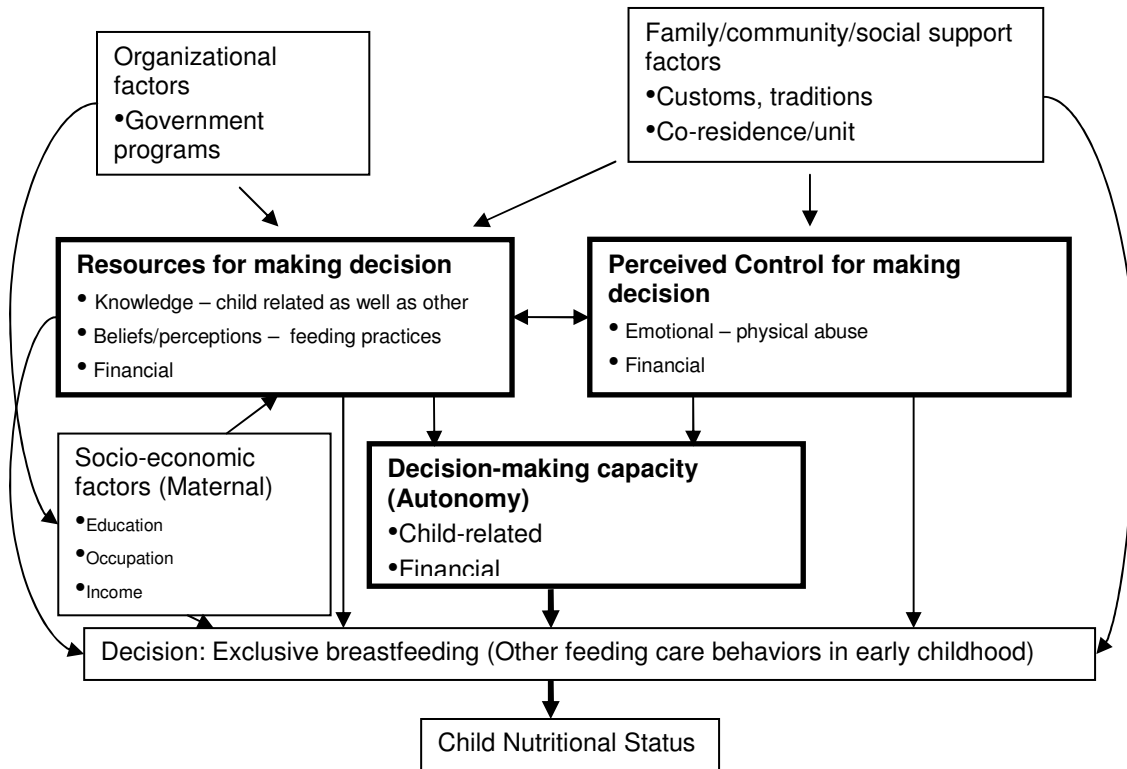 Organizational
factors
•Government
programs
Family/community/social support
factors
•Customs, traditions
•Co-residence/unit
Resources for making decision
• Knowledge – child related as well as other
• Beliefs/perceptions – feeding practices
• Financial
Perceived Control for making
decision
• Emotional – physical abuse
• Financial
Socio-economic
factors (Maternal)
•Education
•Occupation
•Income
Decision-making capacity
(Autonomy)
•Child-related
•Financial
Decision: Exclusive breastfeeding (Other feeding care behaviors in early childhood)
Child Nutritional Status